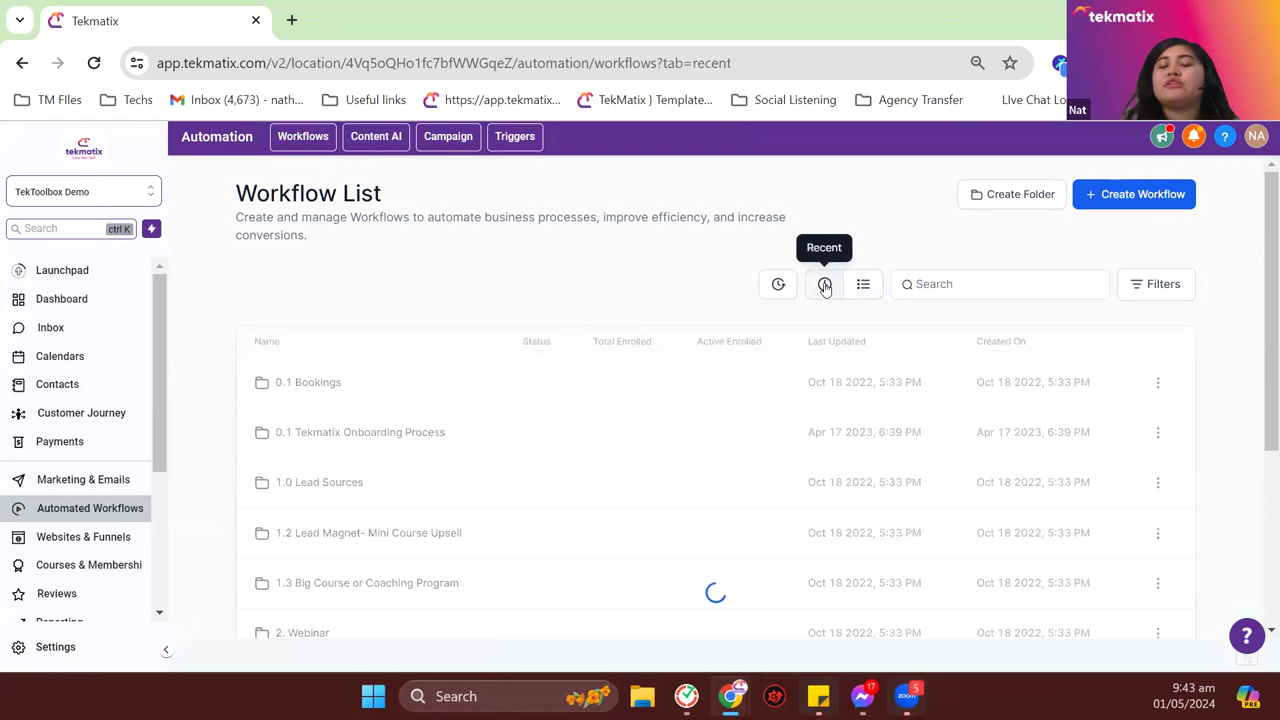 Tekmatix
app.tekmatix.com/v2/location/4Vq5oQHo1fc7bfWWGqeZ/automation/workflows?tab=recent
TM FIles
Techs
Inbox (4,673) - nath...
Useful links
https://app.tekmatix...
TekMatix } Template...
Social Listening
Agency Transfer
LIve Chat Lo
tekmatix
Nat
tekmatix
Automation
Workflows
Content AI
Campaign
Triggers
NA
TekToolbox Demo
Search
ctrl K
Launchpad
Dashboard
Inbox
Calendars
Contacts
Customer Journey
Payments
Marketing & Emails
Automated Workflows
Websites & Funnels
Courses & Membershi
Reviews
Reporting
Settings
Workflow List
Create and manage Workflows to automate business processes, improve efficiency, and increase
conversions.
Create Folder
+ Create Workflow
Recent
Search
Filters
Name Status Total Enrolled Active Enrolled Last Updated Created On
0.1 Bookings Oct 18 2022, 5:33 PM Oct 18 2022, 5:33 PM
0.1 Tekmatix Onboarding Process Apr 17 2023, 6:39 PM Apr 17 2023, 6:39 PM
1.0 Lead Sources Oct 18 2022, 5:33 PM Oct 18 2022, 5:33 PM
1.2 Lead Magnet- Mini Course Upsell Oct 18 2022, 5:33 PM Oct 18 2022, 5:33 PM
1.3 Big Course or Coaching Program Oct 18 2022, 5:33 PM Oct 18 2022, 5:33 PM
2. Webinar Oct 18 2022, 5:33 PM Oct 18 2022, 5:33 PM
?
Search
17
zoom
5
9:43 am
01/05/2024
PRE